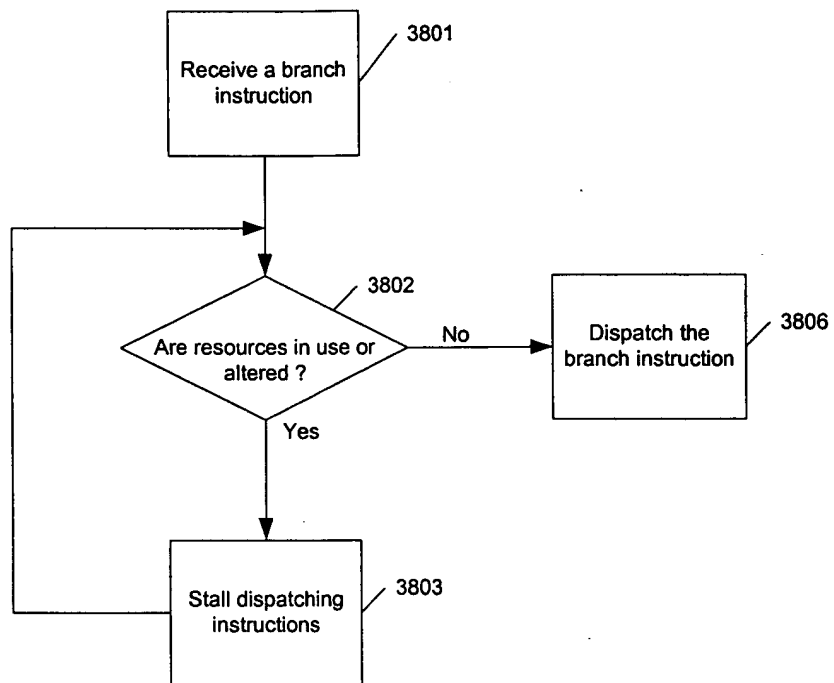 3801
Receive a branch
instruction
3802
Are resources in use or
altered ?
No
Dispatch the
branch instruction
3806
Yes
Stall dispatching
instructions
3803